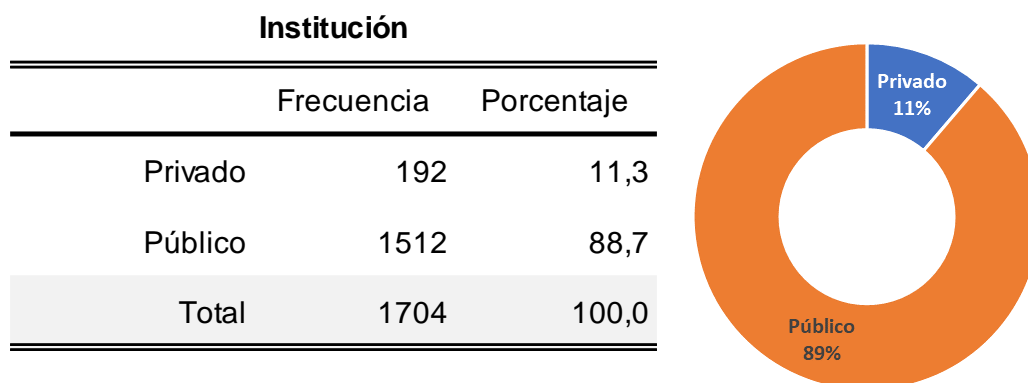 Institución
Frecuencia Porcentaje
Privado 192 11,3
Público 1512 88,7
Total 1704 100,0
Privado
11%
Público
89%